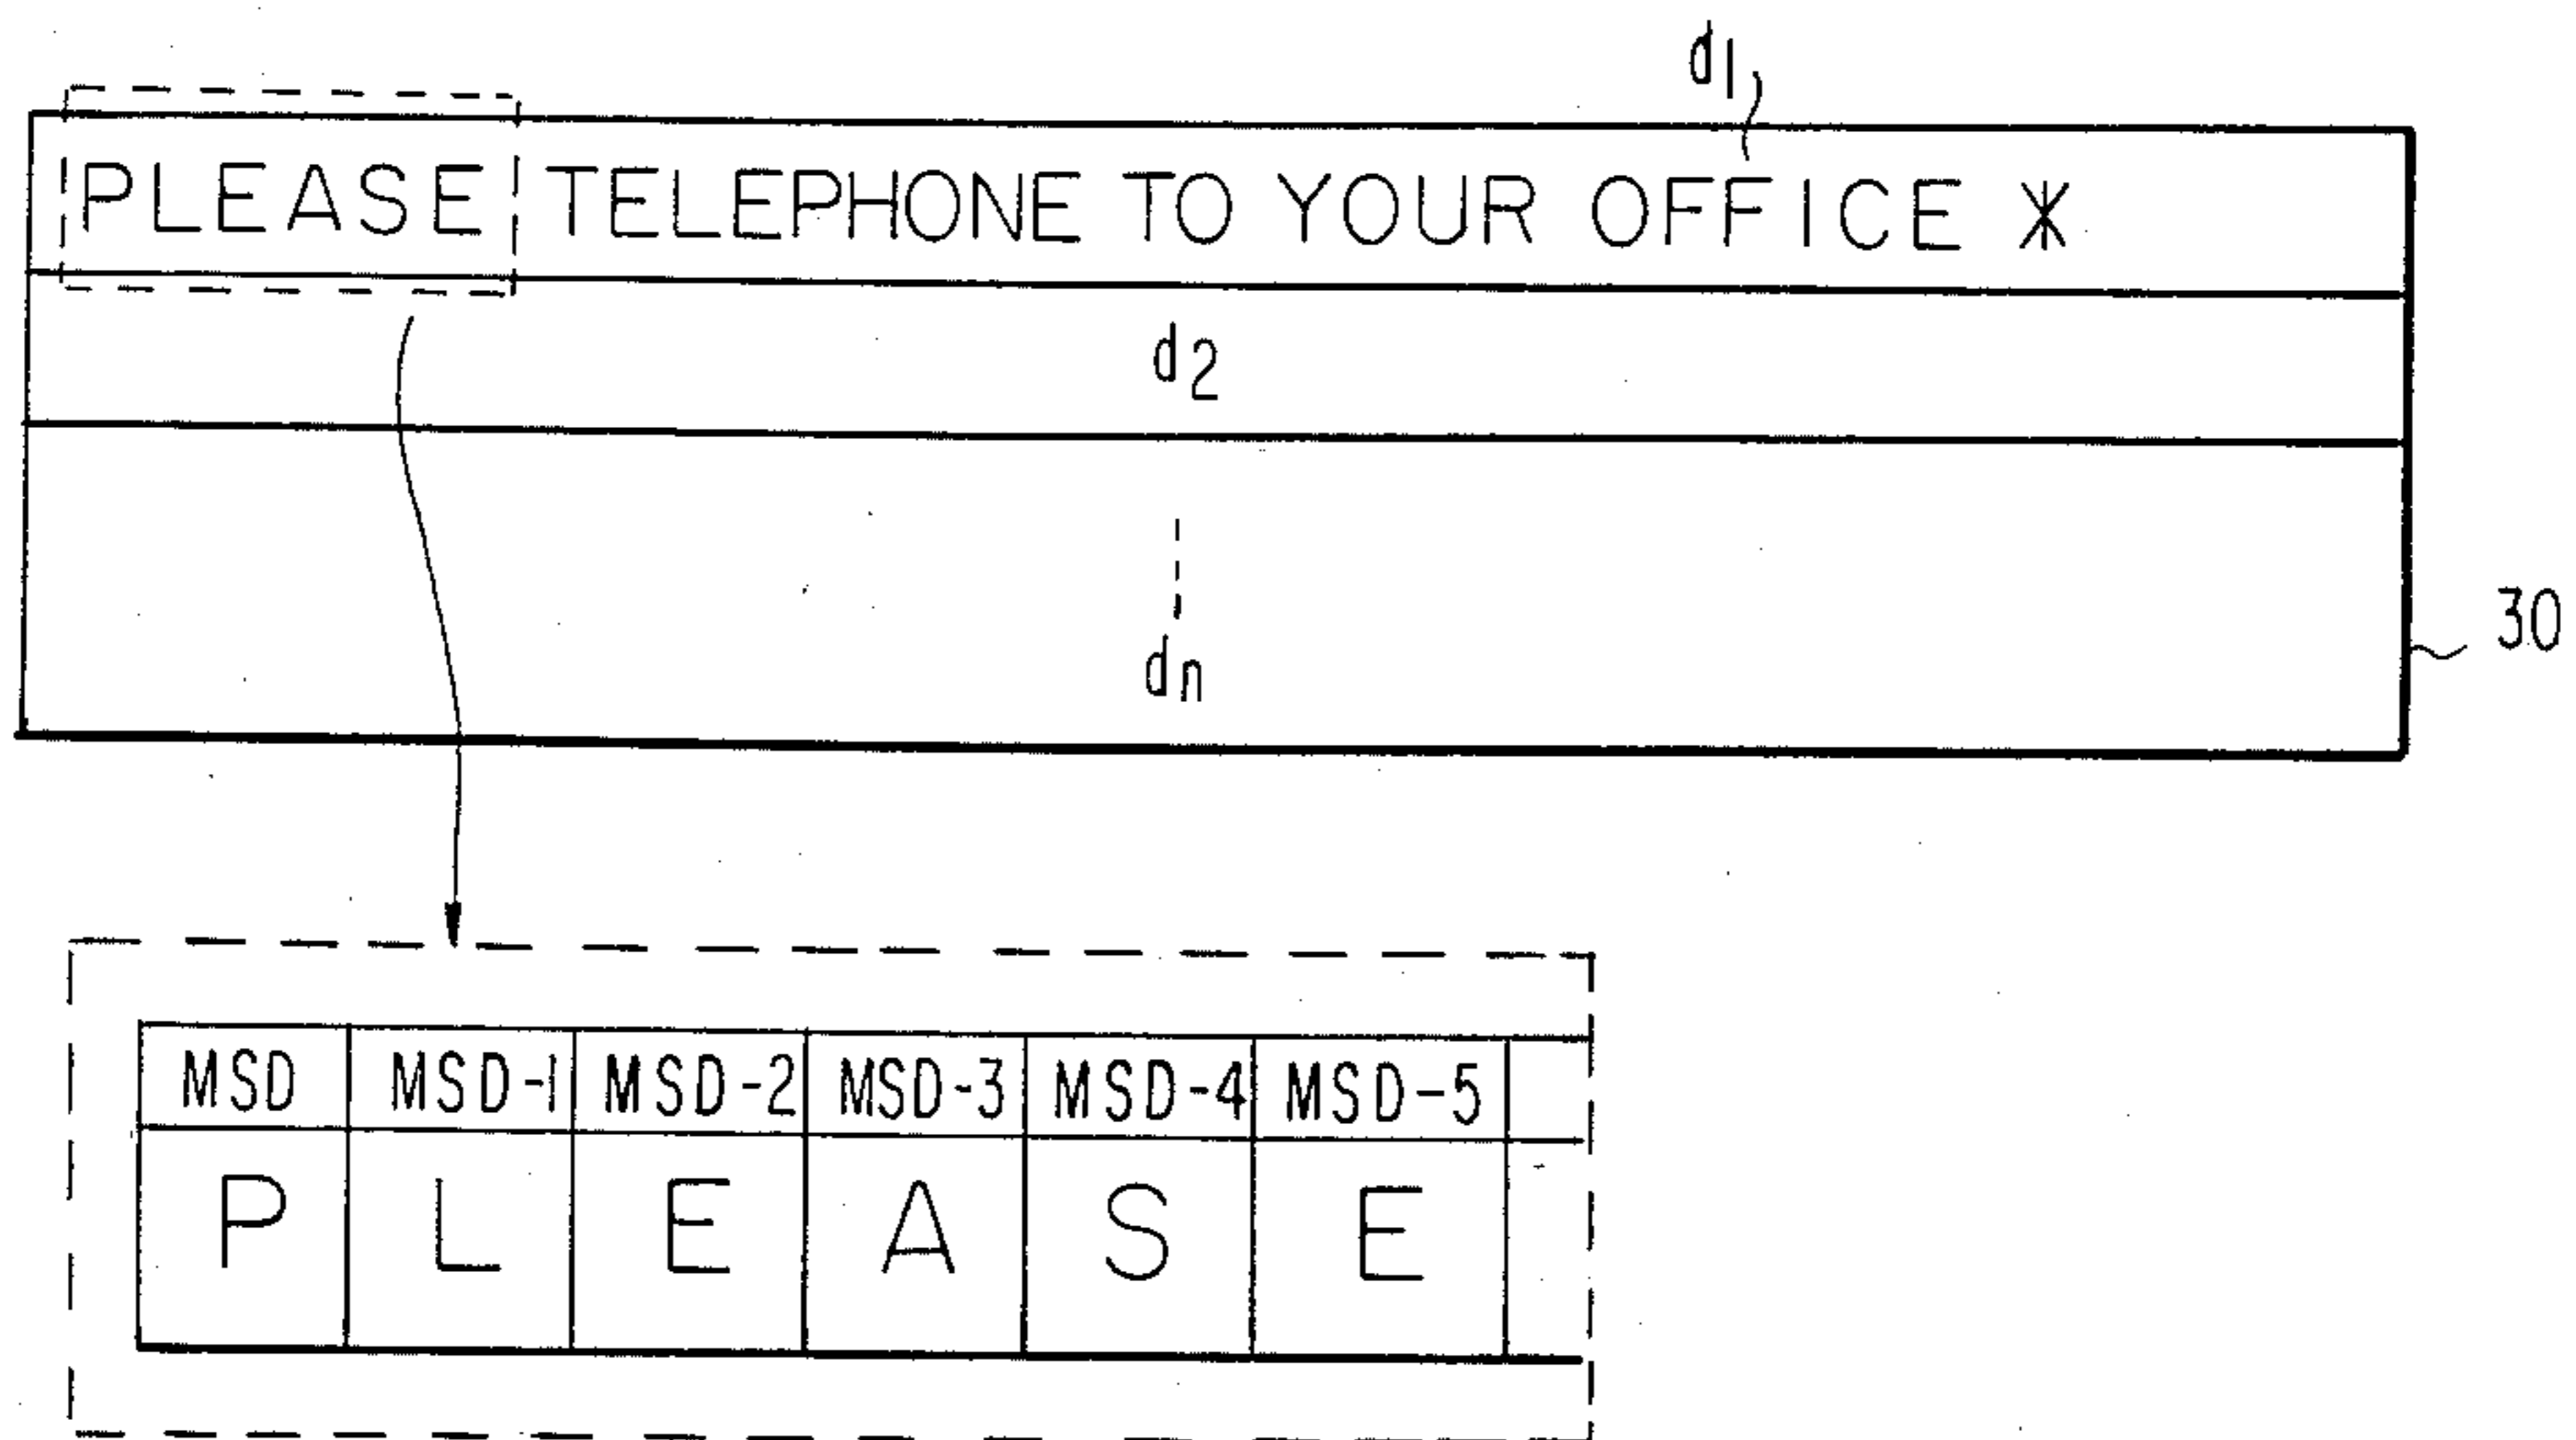 d1
PLEASE TELEPHONE TO YOUR OFFICE *
d2
dn
30
MSD MSD-1 MSD-2 MSD-3 MSD-4 MSD-5
P L E A S E